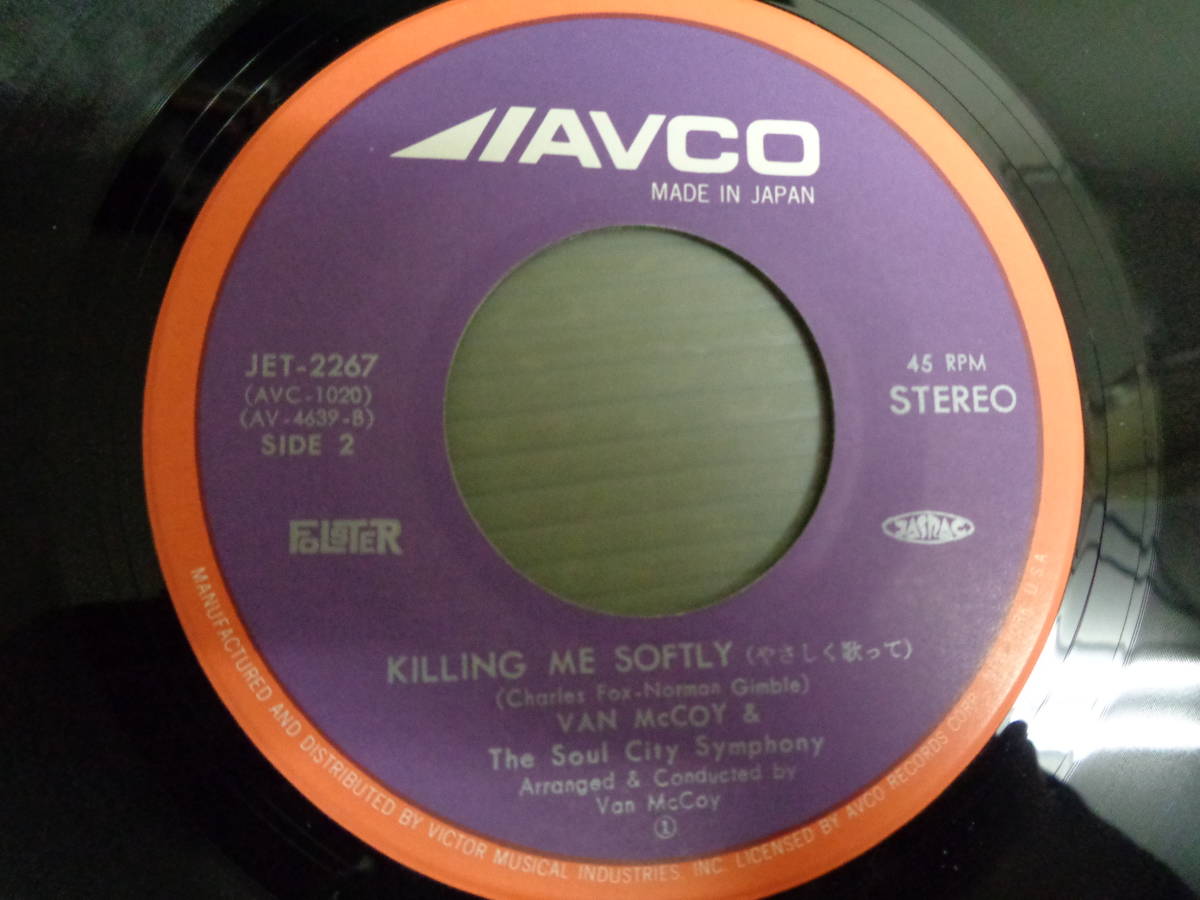 AVCO
MADE IN JAPAN
JET-2267
(AVC-1020)
(AV-4639-B)
SIDE 2
45 RPM
STEREO
FOLSTER
JASRAC
KILLING ME SOFTLY (やさしく歌って)
(Charles Fox-Norman Gimble)
VAN McCOY &
The Soul City Symphony
Arranged & Conducted by
Van McCoy
①
MANUFACTURED AND DISTRIBUTED BY VICTOR MUSICAL INDUSTRIES, INC. LICENSED BY AVCO RECORDS CORP. U.S.A.